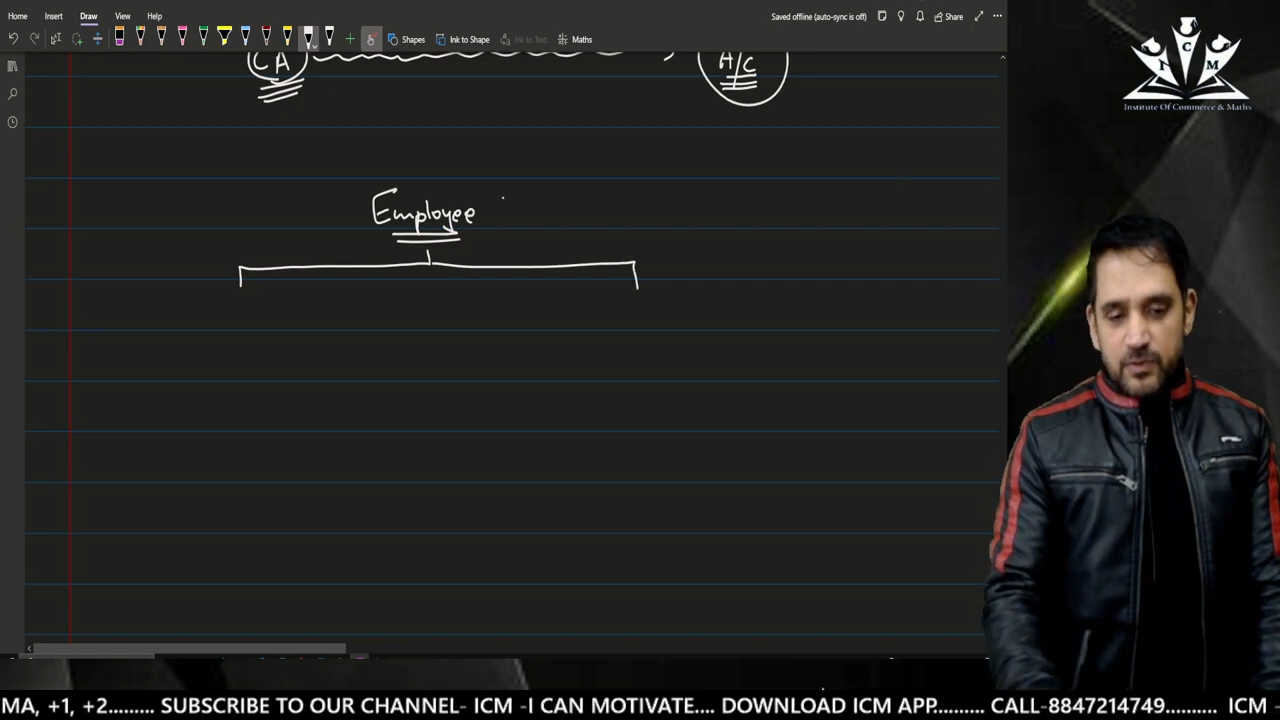 Home Insert Draw View Help
Saved offline (auto-sync is off) Share
Shapes Ink to Shape Ink to Text Maths
CA A/C
Employee
I C M
Institute Of Commerce & Maths
MA, +1, +2......... SUBSCRIBE TO OUR CHANNEL- ICM -I CAN MOTIVATE.... DOWNLOAD ICM APP......... CALL-8847214749.......... ICM -